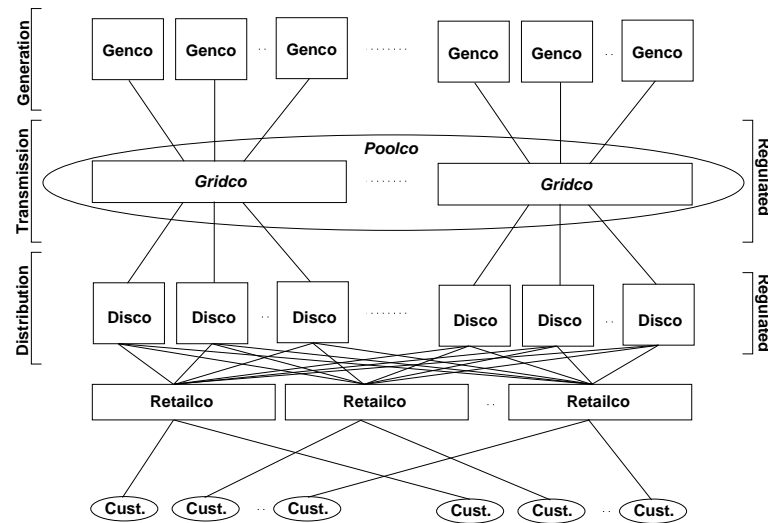 Generation
Genco Genco .. Genco ........ Genco Genco .. Genco
Transmission
Poolco
Gridco ....... Gridco
Regulated
Distribution
Disco Disco .. Disco ........ Disco Disco .. Disco
Regulated
Retailco Retailco .. Retailco
Cust. Cust. .. Cust. Cust. Cust. .. Cust.